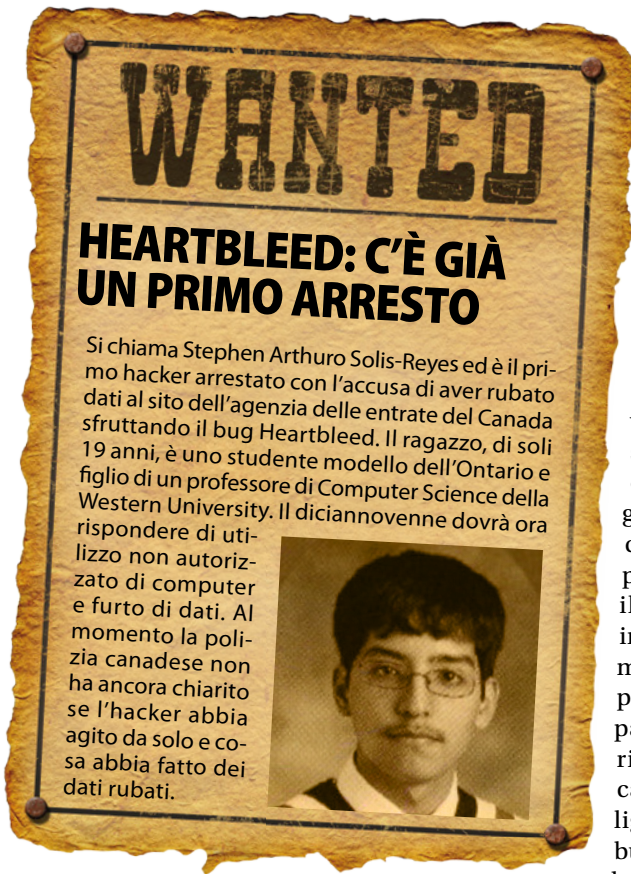 WANTED
HEARTBLEED: C'È GIÀ
UN PRIMO ARRESTO
Si chiama Stephen Arthuro Solis-Reyes ed è il pri-
mo hacker arrestato con l'accusa di aver rubato
dati al sito dell'agenzia delle entrate del Canada
sfruttando il bug Heartbleed. Il ragazzo, di soli
19 anni, è uno studente modello dell'Ontario e
figlio di un professore di Computer Science della
Western University. Il diciannovenne dovrà ora
rispondere di uti-
lizzo non autoriz-
zato di computer
e furto di dati. Al
momento la poli-
zia canadese non
ha ancora chiarito
se l'hacker abbia
agito da solo e co-
sa abbia fatto dei
dati rubati.